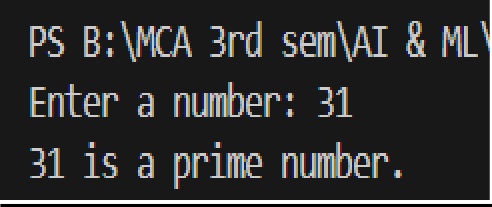 PS B:\MCA 3rd sem\AI & ML\
Enter a number: 31
31 is a prime number.